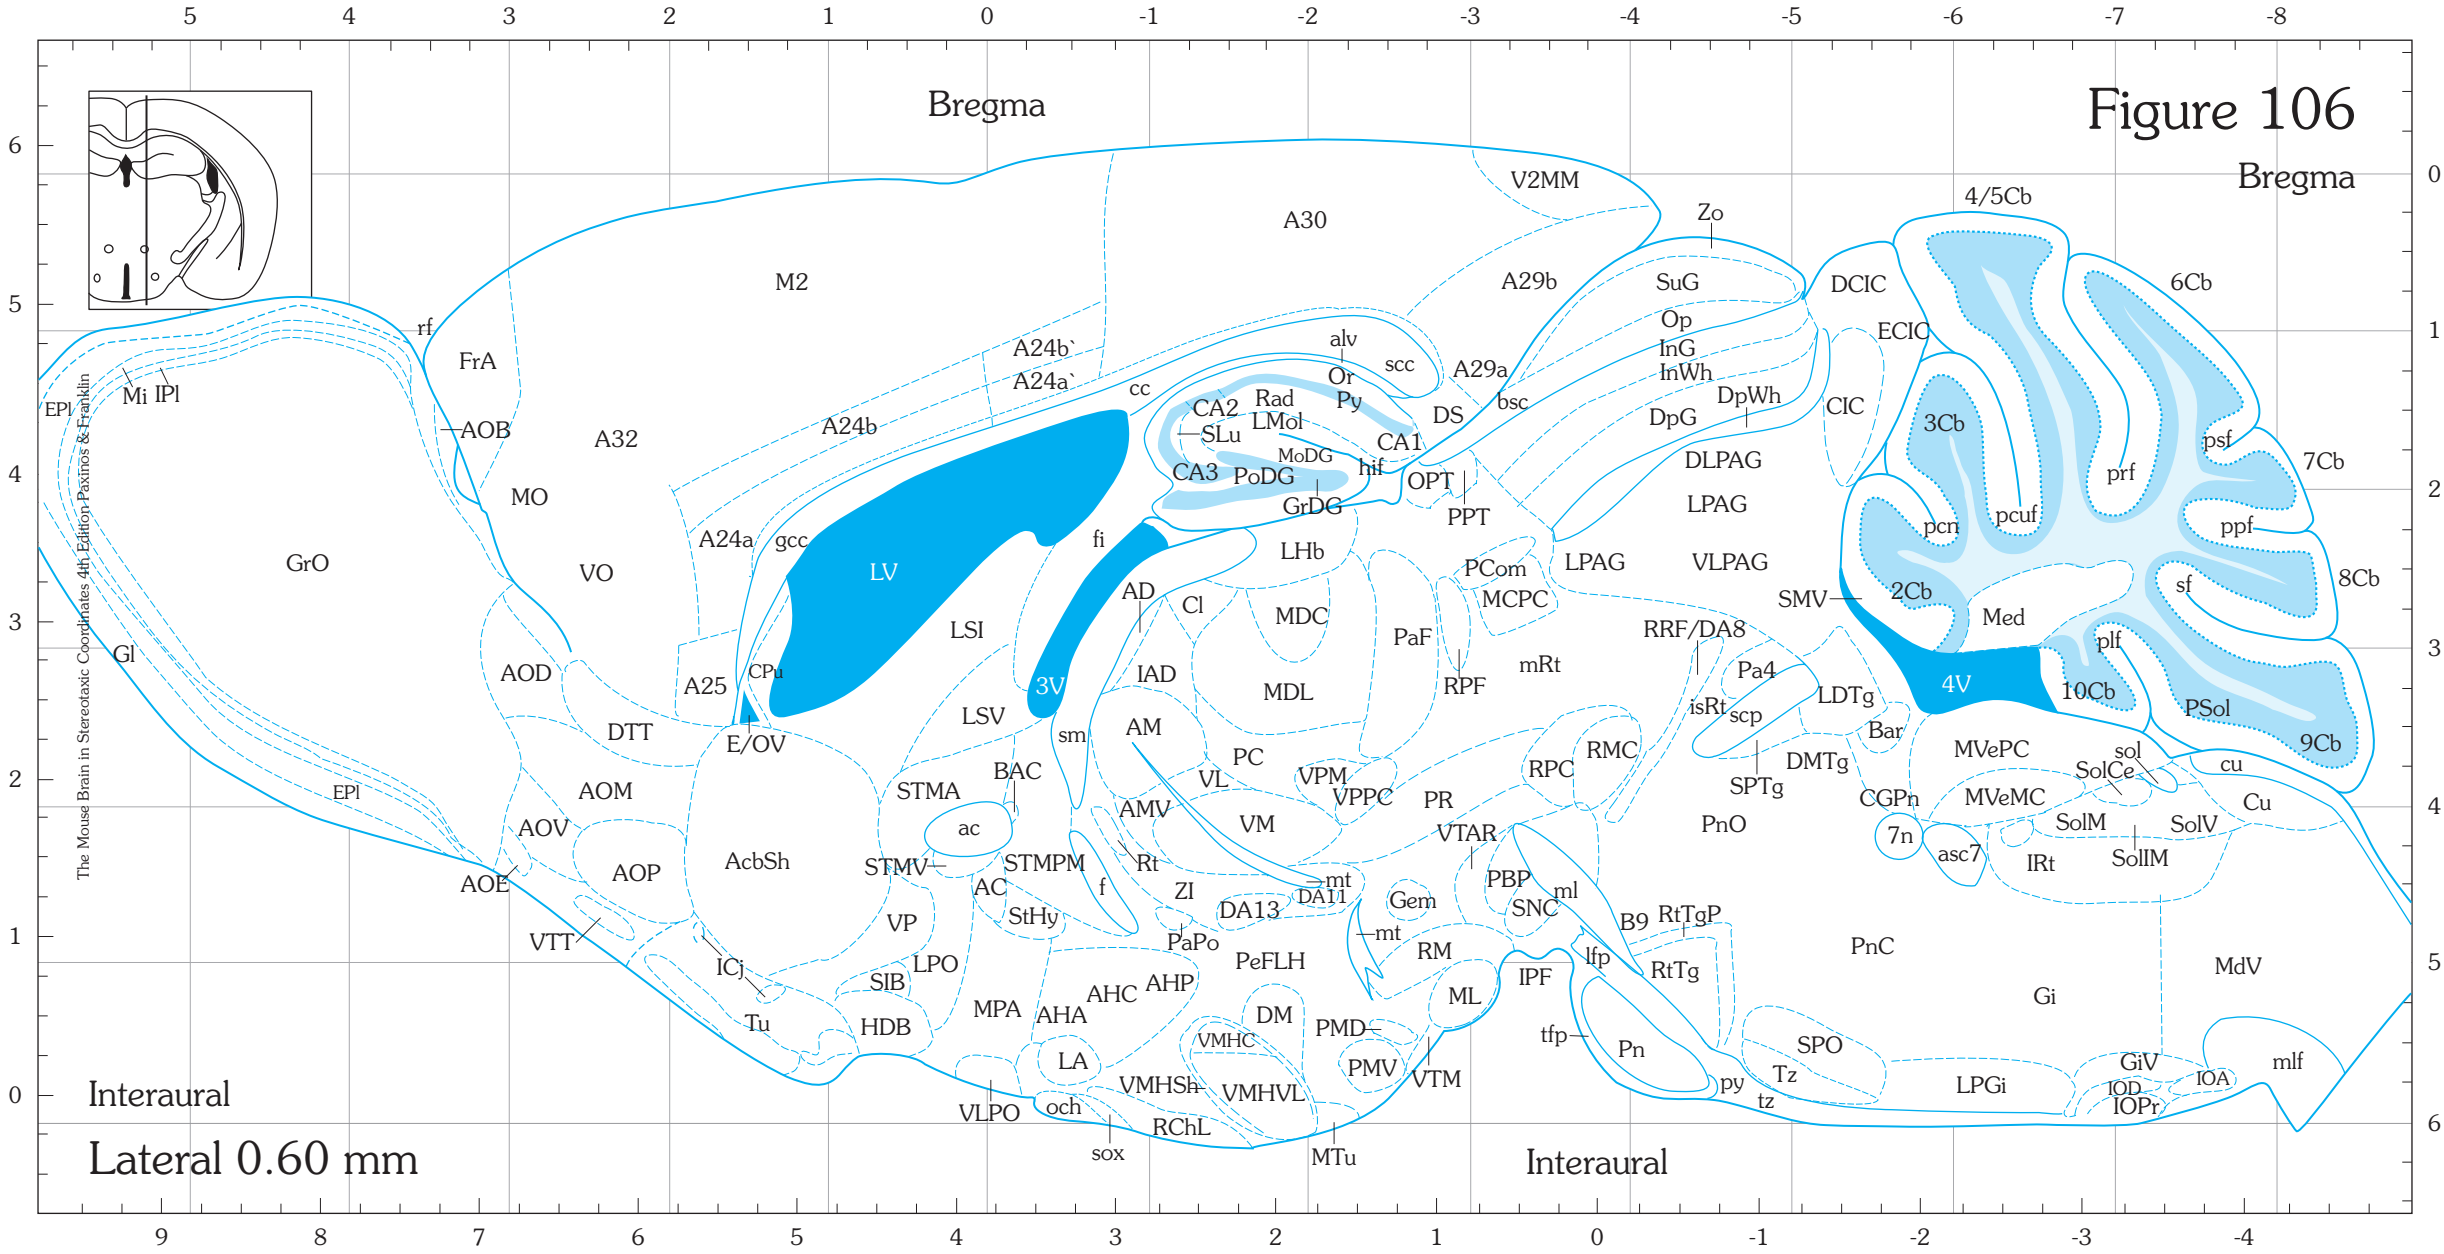 5 4 3 2 1 0 -1 -2 -3 -4 -5 -6 -7 -8
Bregma
Figure 106
Bregma
6
5
4
3
2
1
0
0
1
2
3
4
5
6
V2MM
4/5Cb
Zo
A30
M2
A29b
SuG
DCIC
6Cb
rf
Op
ECIC
FrA
A24b`
alv
InG
A24a`
scc
A29a
InWh
Or
cc
Mi IPl
DpWh
Rad
Py
bsc
EPl
CA2
DS
DpG
CIC
3Cb
AOB
A32
A24b
SLu
LMol
CA1
psf
MoDG
hif
DLPAG
7Cb
CA3
PoDG
OPT
prf
MO
GrDG
LPAG
PPT
pcn
pcuf
ppf
A24a
gcc
fi
LHb
GrO
VO
LV
PCom
LPAG
VLPAG
8Cb
AD
Cl
MCPC
SMV
2Cb
sf
LSI
MDC
PaF
RRF/DA8
Med
plf
Gl
AOD
CPu
IAD
mRt
Pa4
A25
3V
MDL
RPF
LDTg
4V
10Cb
isRt
scp
PSol
LSV
AM
DTT
sm
Bar
E/OV
RMC
9Cb
MVePC
sol
PC
DMTg
BAC
RPC
SolCe
cu
VL
VPM
SPTg
EPl
AOM
STMA
VPPC
PR
CGPn
MVeMC
Cu
AMV
AOV
ac
VM
VTAR
PnO
7n
SolM
SolV
asc7
AcbSh
STMV
STMPM
Rt
IRt
SolIM
AOE
AOP
AC
f
ZI
mt
PBP
ml
DA11
Gem
StHy
DA13
SNC
VP
B9
RtTgP
VTT
PaPo
mt
PnC
RM
ICj
LPO
PeFLH
lfp
RtTg
MdV
SIB
IPF
AHP
AHC
ML
Gi
MPA
AHA
DM
Tu
HDB
PMD
tfp
VMHC
SPO
Pn
LA
PMV
GiV
mlf
VMHSh
VTM
Tz
py
LPGi
IOD
IOA
VMHVL
VLPO
och
tz
IOPr
RChL
sox
MTu
The Mouse Brain in Stereotaxic Coordinates 4th Edition Paxinos & Franklin
Interaural
Lateral 0.60 mm
Interaural
9 8 7 6 5 4 3 2 1 0 -1 -2 -3 -4